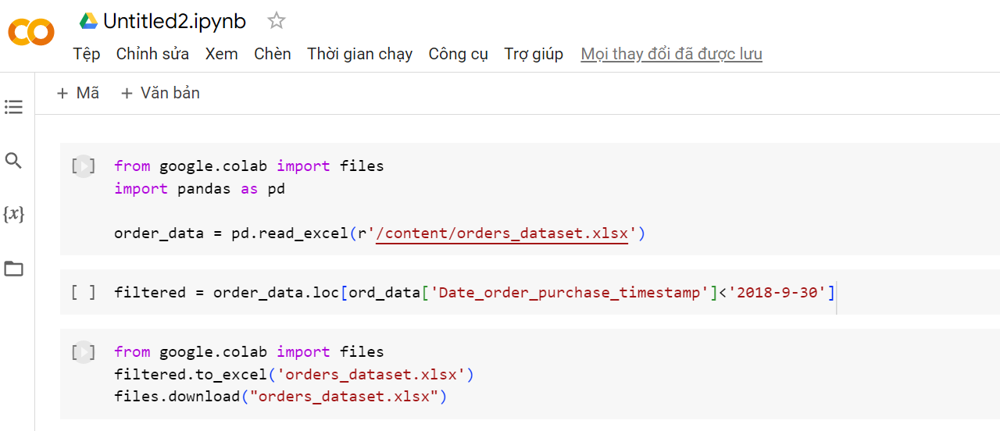 Untitled2.ipynb
Tệp Chỉnh sửa Xem Chèn Thời gian chạy Công cụ Trợ giúp Mọi thay đổi đã được lưu
+ Mã + Văn bản
{x}
[ ] from google.colab import files
import pandas as pd
order_data = pd.read_excel(r'/content/orders_dataset.xlsx')
[ ] filtered = order_data.loc[ord_data['Date_order_purchase_timestamp']<'2018-9-30']
[ ] from google.colab import files
filtered.to_excel('orders_dataset.xlsx')
files.download("orders_dataset.xlsx")